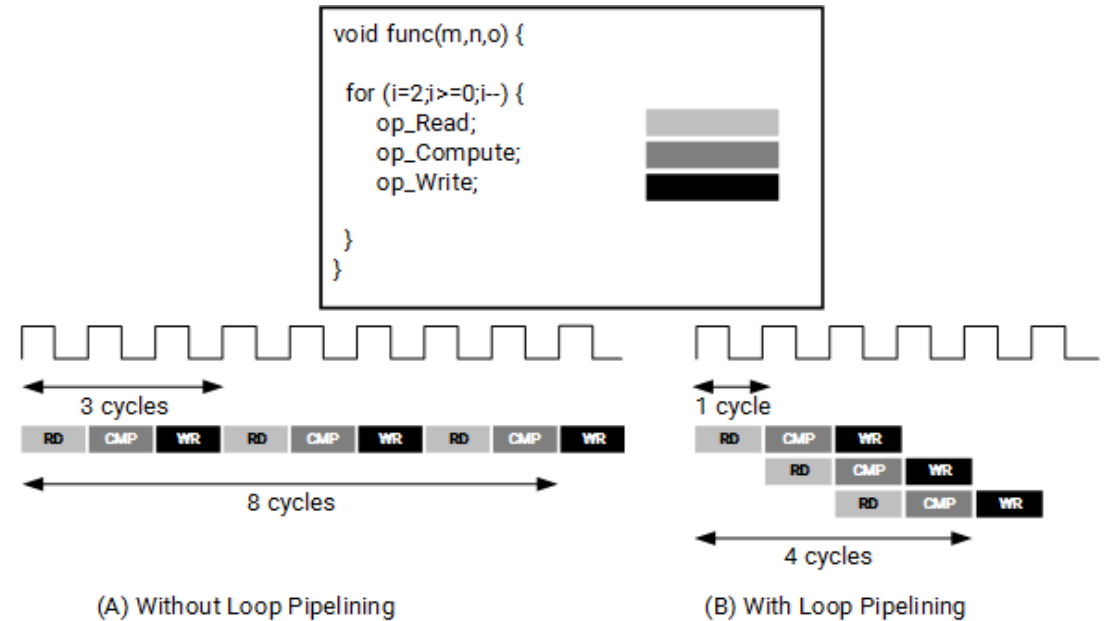 void func(m,n,o) {
for (i=2;i>=0;i--) {
op_Read;
op_Compute;
op_Write;
}
}
3 cycles
RD CMP WR RD CMP WR RD CMP WR
8 cycles
(A) Without Loop Pipelining
1 cycle
RD CMP WR
RD CMP WR
RD CMP WR
4 cycles
(B) With Loop Pipelining